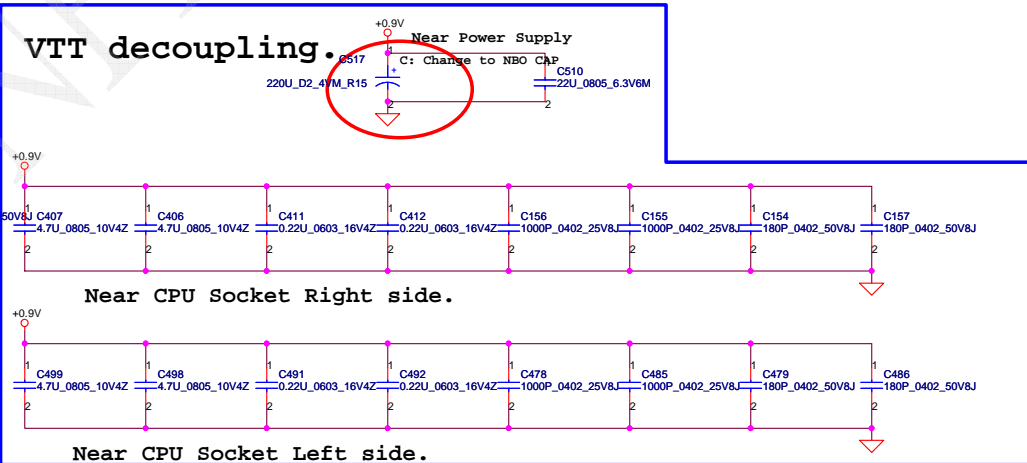 VTT decoupling.
+0.9V
Near Power Supply
C: Change to NBO CAP
C517
220U_D2_4VM_R15
1
+
2
C510
22U_0805_6.3V6M
1
2
+0.9V
50V8J
1 1 1 1 1 1 1 1
C407 C406 C411 C412 C156 C155 C154 C157
4.7U_0805_10V4Z 4.7U_0805_10V4Z 0.22U_0603_16V4Z 0.22U_0603_16V4Z 1000P_0402_25V8J 1000P_0402_25V8J 180P_0402_50V8J 180P_0402_50V8J
2 2 2 2 2 2 2 2
Near CPU Socket Right side.
+0.9V
1 1 1 1 1 1 1 1
C499 C498 C491 C492 C478 C485 C479 C486
4.7U_0805_10V4Z 4.7U_0805_10V4Z 0.22U_0603_16V4Z 0.22U_0603_16V4Z 1000P_0402_25V8J 1000P_0402_25V8J 180P_0402_50V8J 180P_0402_50V8J
2 2 2 2 2 2 2 2
Near CPU Socket Left side.